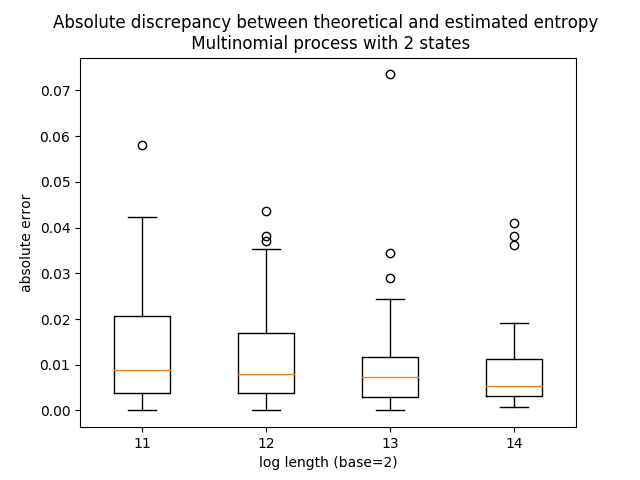 Absolute discrepancy between theoretical and estimated entropy
Multinomial process with 2 states
0.07
0.06
0.05
0.04
0.03
0.02
0.01
0.00
absolute error
11 12 13 14
log length (base=2)